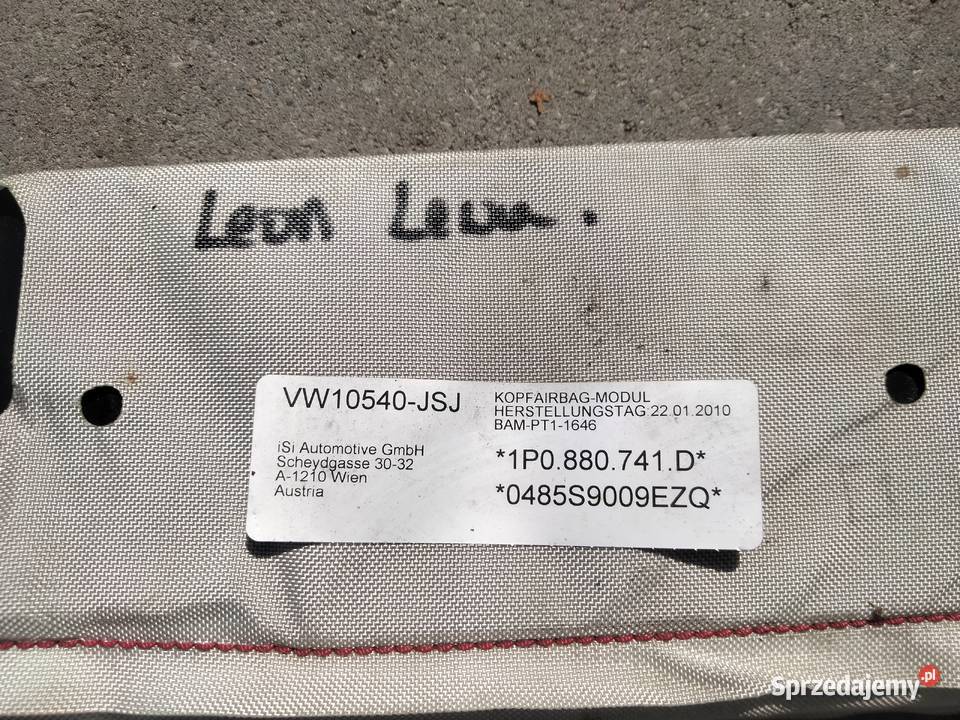 Leon Lewa.
VW10540-JSJ
iSi Automotive GmbH
Scheydgasse 30-32
A-1210 Wien
Austria
KOPFAIRBAG-MODUL
HERSTELLUNGSTAG 22.01.2010
BAM-PT1-1646
*1P0.880.741.D*
*0485S9009EZQ*
Sprzedajemy.pl